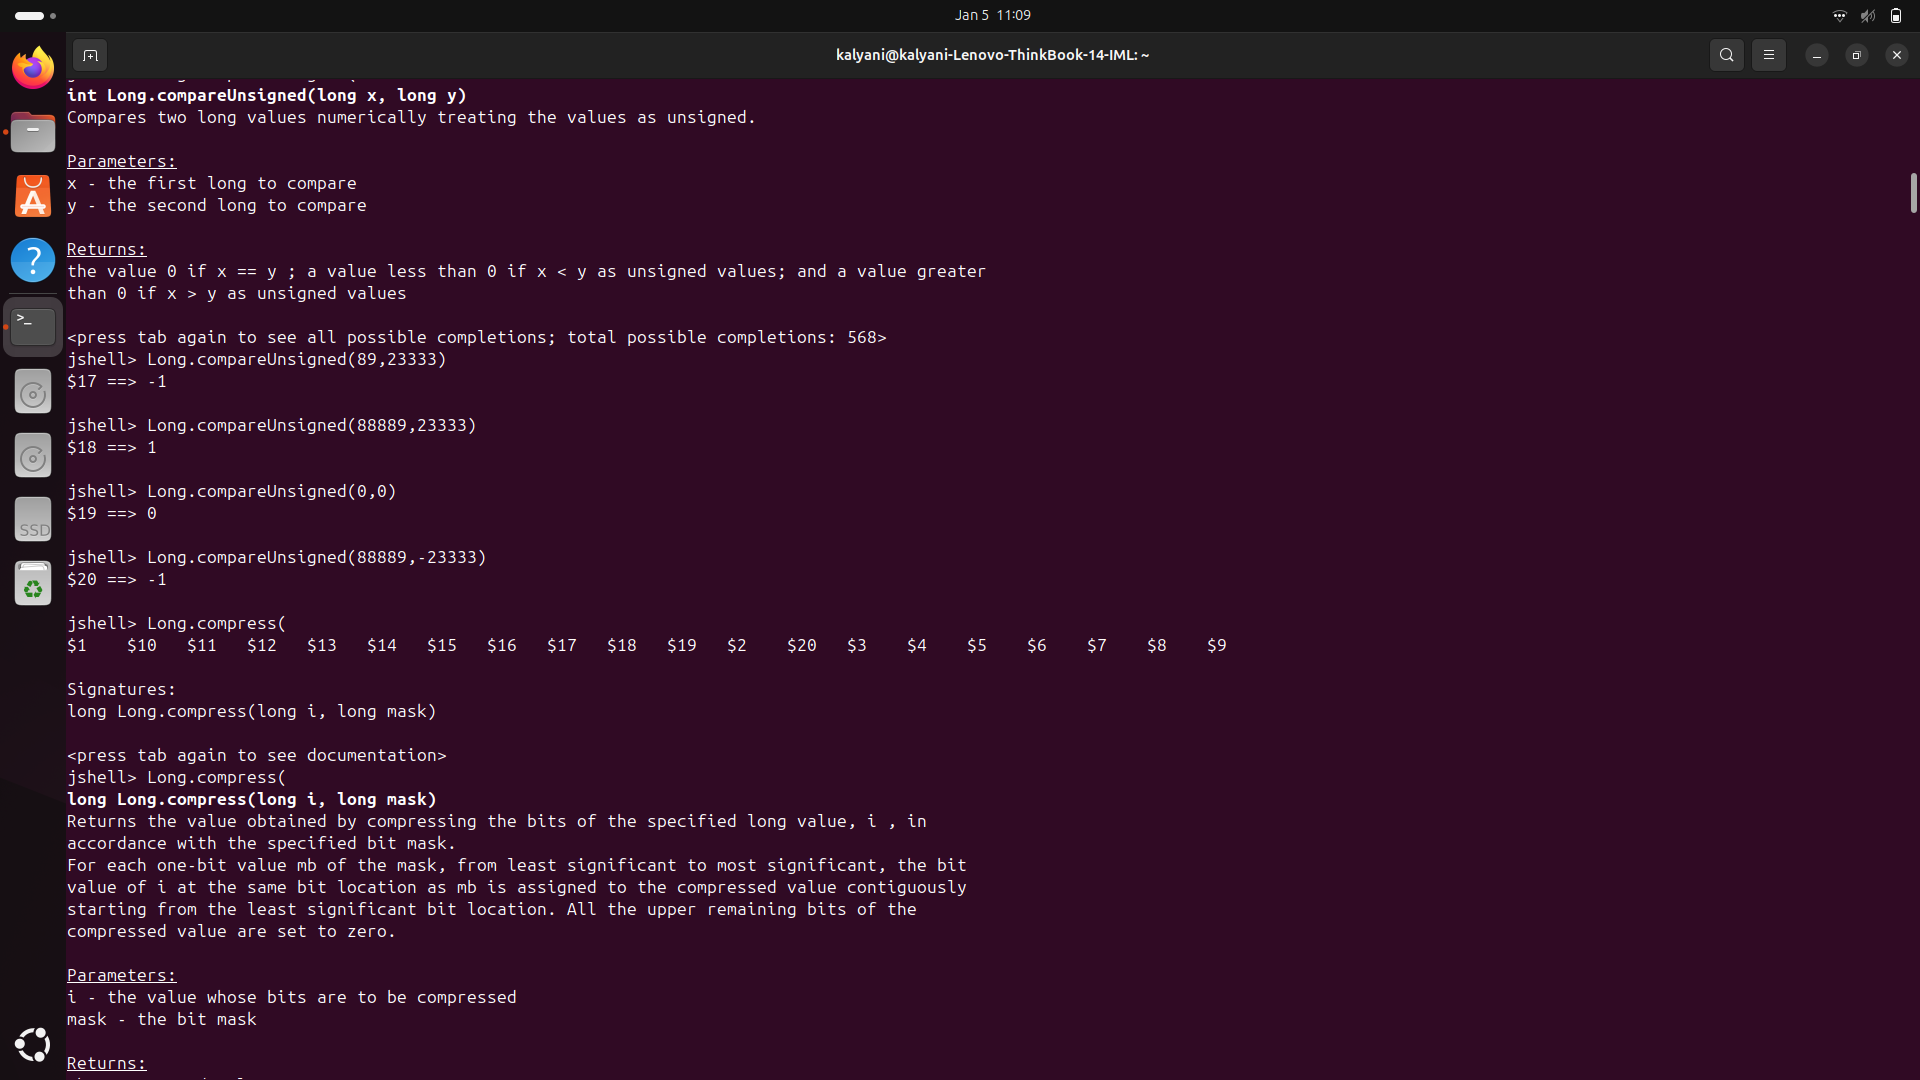 Jan 5 11:09
kalyani@kalyani-Lenovo-ThinkBook-14-IML: ~
int Long.compareUnsigned(long x, long y)
Compares two long values numerically treating the values as unsigned.
Parameters:
x - the first long to compare
y - the second long to compare
Returns:
the value 0 if x == y ; a value less than 0 if x < y as unsigned values; and a value greater
than 0 if x > y as unsigned values
<press tab again to see all possible completions; total possible completions: 568>
jshell> Long.compareUnsigned(89,23333)
$17 ==> -1
jshell> Long.compareUnsigned(88889,23333)
$18 ==> 1
jshell> Long.compareUnsigned(0,0)
$19 ==> 0
jshell> Long.compareUnsigned(88889,-23333)
$20 ==> -1
jshell> Long.compress(
$1 $10 $11 $12 $13 $14 $15 $16 $17 $18 $19 $2 $20 $3 $4 $5 $6 $7 $8 $9
Signatures:
long Long.compress(long i, long mask)
<press tab again to see documentation>
jshell> Long.compress(
long Long.compress(long i, long mask)
Returns the value obtained by compressing the bits of the specified long value, i , in
accordance with the specified bit mask.
For each one-bit value mb of the mask, from least significant to most significant, the bit
value of i at the same bit location as mb is assigned to the compressed value contiguously
starting from the least significant bit location. All the upper remaining bits of the
compressed value are set to zero.
Parameters:
i - the value whose bits are to be compressed
mask - the bit mask
Returns:
>_
SSD